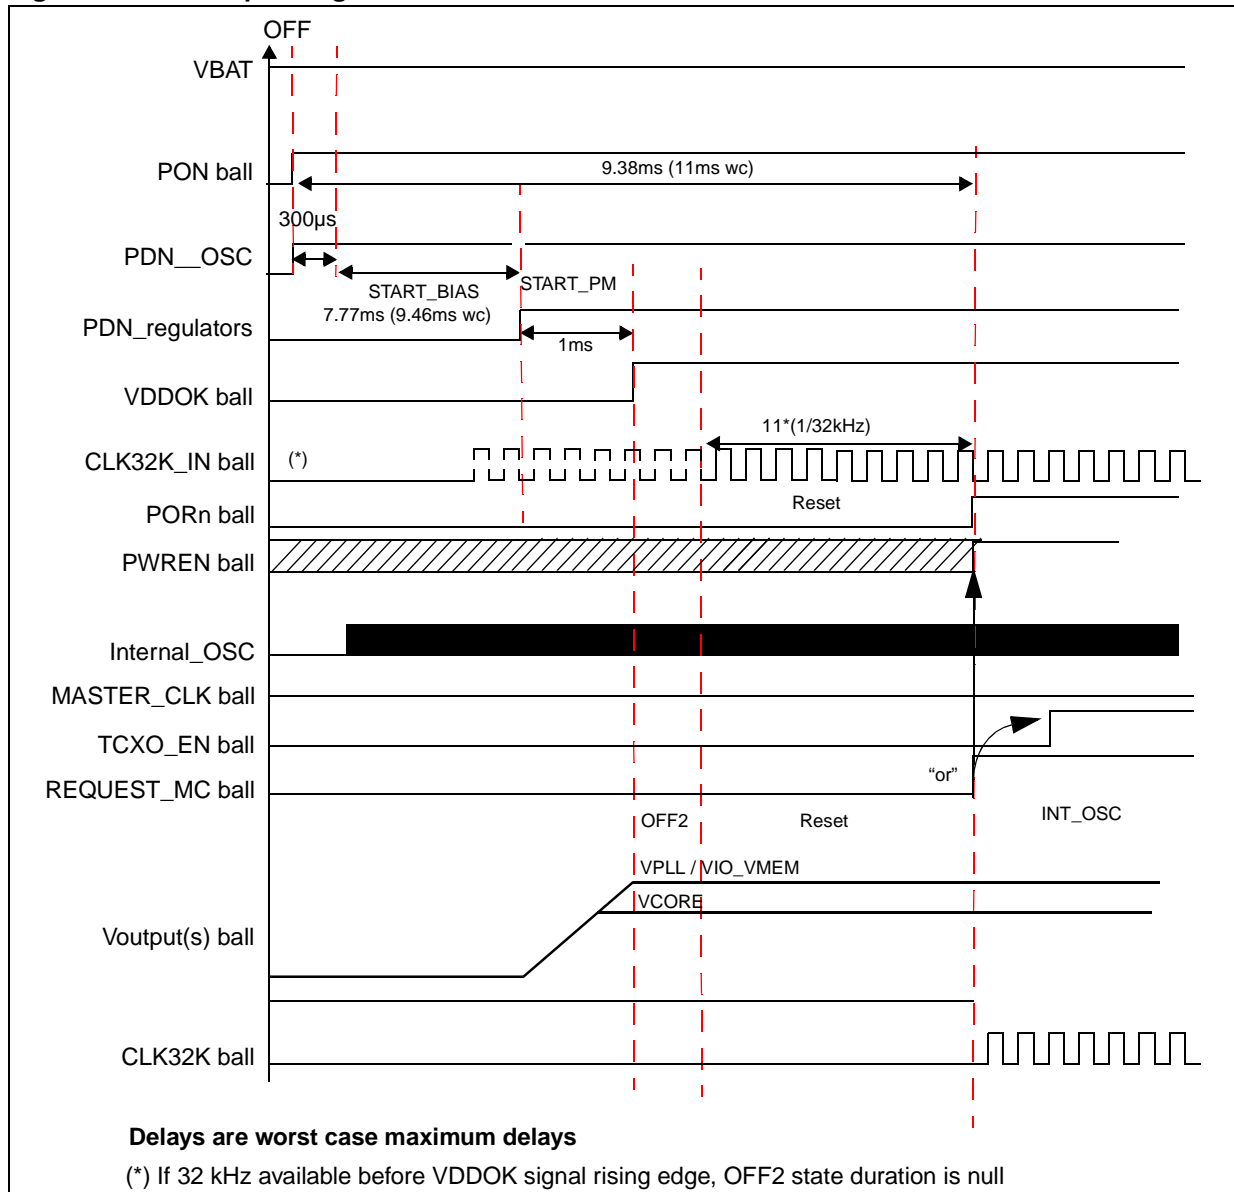 OFF
VBAT
PON ball
9.38ms (11ms wc)
300µs
PDN__OSC
START_BIAS
START_PM
7.77ms (9.46ms wc)
PDN_regulators
1ms
VDDOK ball
11*(1/32kHz)
CLK32K_IN ball
(*)
Reset
PORn ball
PWREN ball
Internal_OSC
MASTER_CLK ball
TCXO_EN ball
"or"
REQUEST_MC ball
OFF2
Reset
INT_OSC
VPLL / VIO_VMEM
VCORE
Voutput(s) ball
CLK32K ball
Delays are worst case maximum delays
(*) If 32 kHz available before VDDOK signal rising edge, OFF2 state duration is null